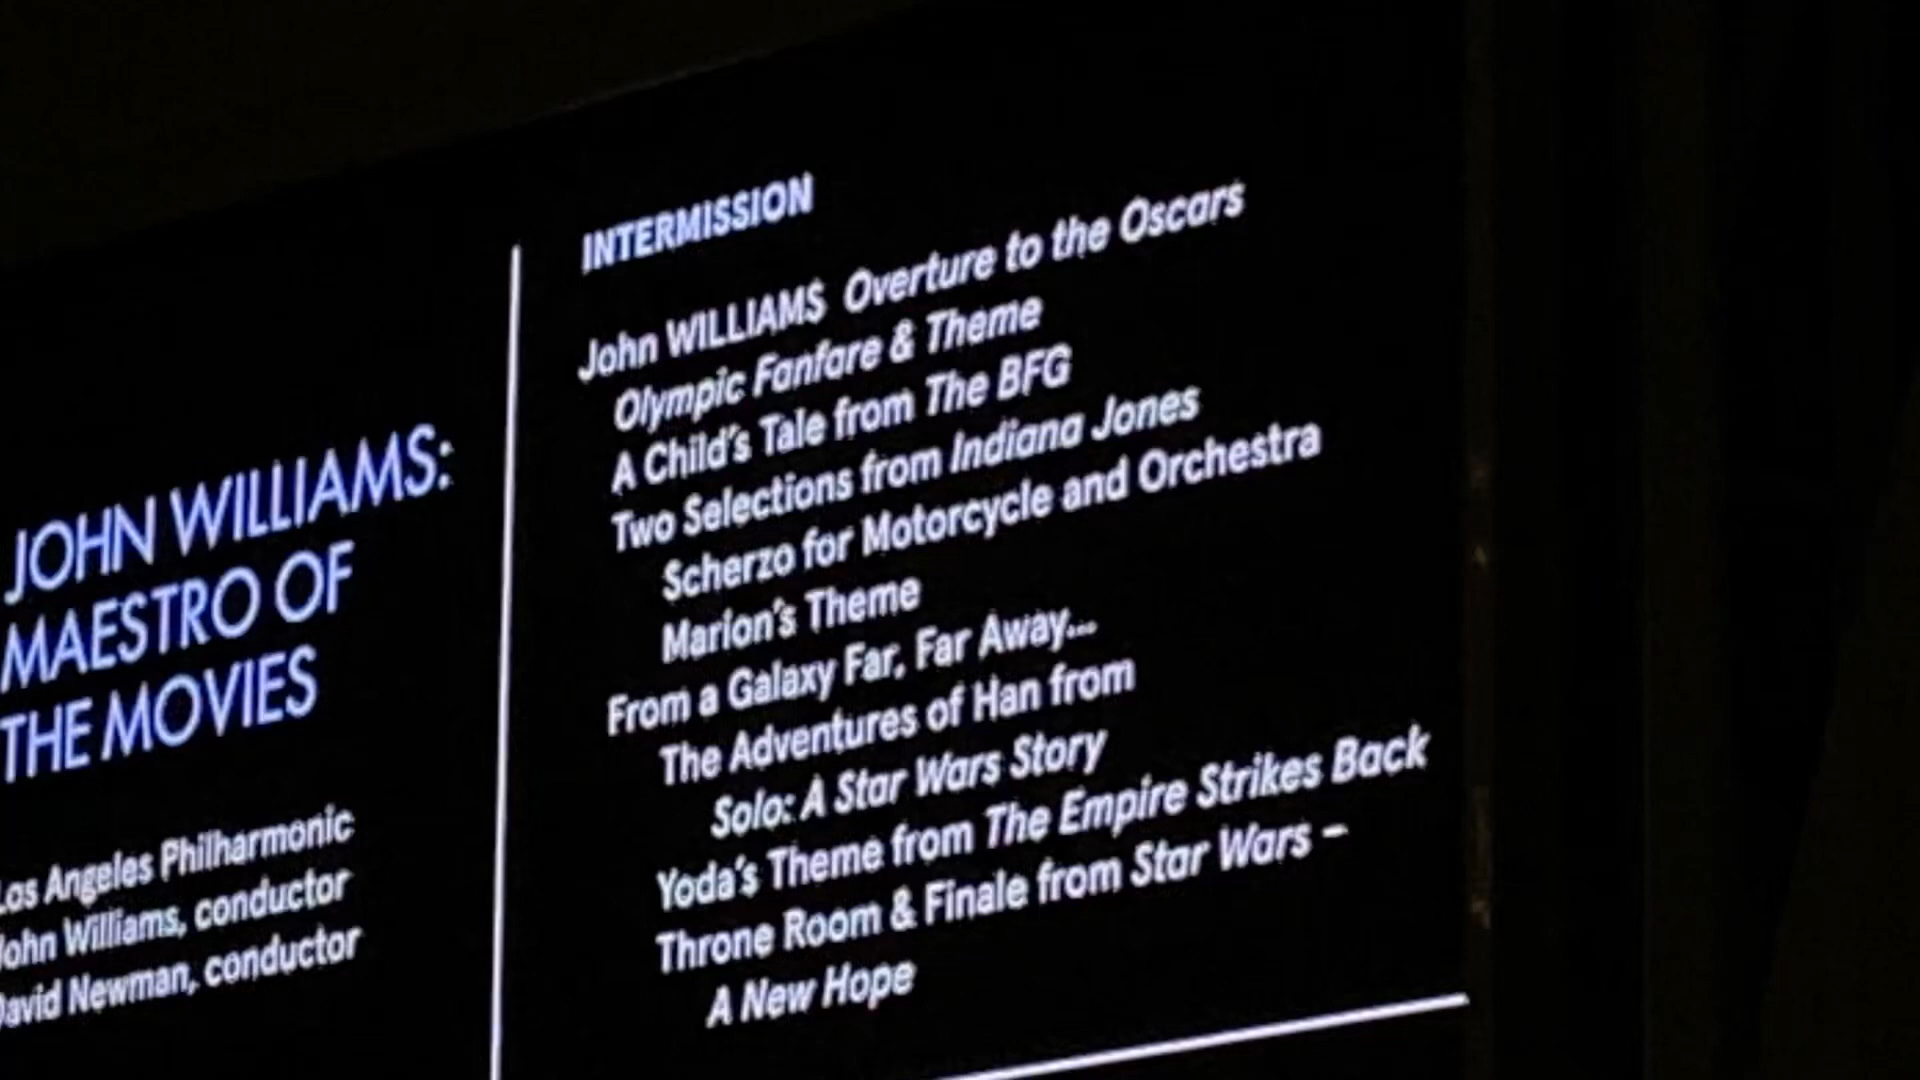 JOHN WILLIAMS:
MAESTRO OF
THE MOVIES
Los Angeles Philharmonic
John Williams, conductor
David Newman, conductor
INTERMISSION
John WILLIAMS Overture to the Oscars
Olympic Fanfare & Theme
A Child's Tale from The BFG
Two Selections from Indiana Jones
Scherzo for Motorcycle and Orchestra
Marion's Theme
From a Galaxy Far, Far Away...
The Adventures of Han from
Solo: A Star Wars Story
Yoda's Theme from The Empire Strikes Back
Throne Room & Finale from Star Wars –
A New Hope